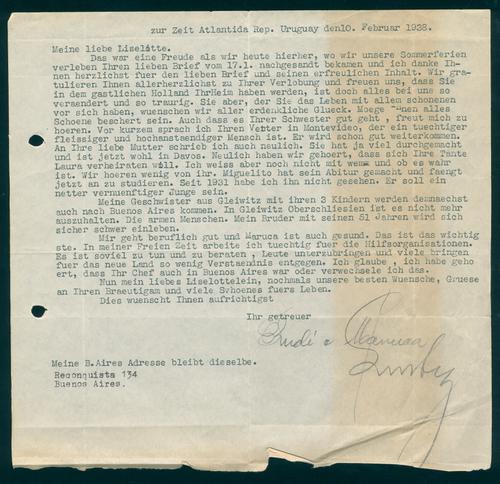 zur Zeit Atlantida Rep. Uruguay den10. Februar 1938.
Meine liebe Liselotte.
Das war eine Freude als wir heute hierher, wo wir unsere Sommerferien
verleben Ihren lieben Brief vom 17.1. nachgesandt bekamen und ich danke Ih-
nen herzlichst fuer den lieben Brief und seinen erfreulichen Inhalt. Wir gra-
tulieren Ihnen allerherzlichst zu Ihrer Verlobung und freuen uns, dass Sie
in dem gastlichen Holland Ihr Heim haben werden, ist doch alles bei uns so
veraendert und so traurig. Sie aber, der Sie das Leben mit allem schoenen
vor sich haben, wuenschen wir aller erdenkliche Glueck. Moege Ihnen alles
Schoene beschert sein. Auch dass es Ihrer Schwester gut geht , freut mich zu
hoeren. Vor kurzem sprach ich Ihren Vetter in Montevideo, der ein tuechtiger
fleissiger und hochanstaendiger Mensch ist. Er wird schon gut weiterkommen.
An Ihre liebe Mutter schrieb ich auch neulich. Sie hat ja viel durchgemacht
und ist jetzt wohl in Davos. Neulich haben wir gehoert, dass sich Ihre Tante
Laura verheiraten will. Ich weiss aber noch nicht mit wem und ob es wahr
ist. Wir hoeren wenig von ihr. Miguelito hat sein Abitur gemacht und faengt
jetzt an zu studieren. Seit 1931 habe ich ihn nicht gesehen. Er soll ein
netter vernuenftiger Junge sein.
Meine Geschwister aus Gleiwitz mit ihren 3 Kindern werden demnaechst
auch nach Buenos Aires kommen. In Gleiwitz Oberschlesien ist es nicht mehr
auszuhalten. Die armen Menschen. Mein Bruder mit seinen 51 Jahren wird sich
sicher schwer einleben.
Mir geht beruflich gut und Maruca ist auch gesund. Das ist das wichtig
ste. In meiner freien Zeit arbeite ich tuechtig fuer die Hilfsorganisationen.
Es ist soviel zu tun und zu beraten , Leute unterzubringen und viele bringen
fuer das neue Land so wenig Verstaendnis entgegen. Ich glaube , ich habe geho
ert, dass Ihr Chef auch in Buenos Aires war oder verwechsele ich das.
Nun mein liebes Liselottelein, nochmals unsere besten Wuensche, Gruesse
an Ihren Braeutigam und viele Schoenes fuers Leben.
Dies wuenscht Ihnen aufrichtigst
Ihr getreuer
Rudi e Maruca
Meine B.Aires Adresse bleibt dieselbe.
Reconquista 134
Buenos Aires.